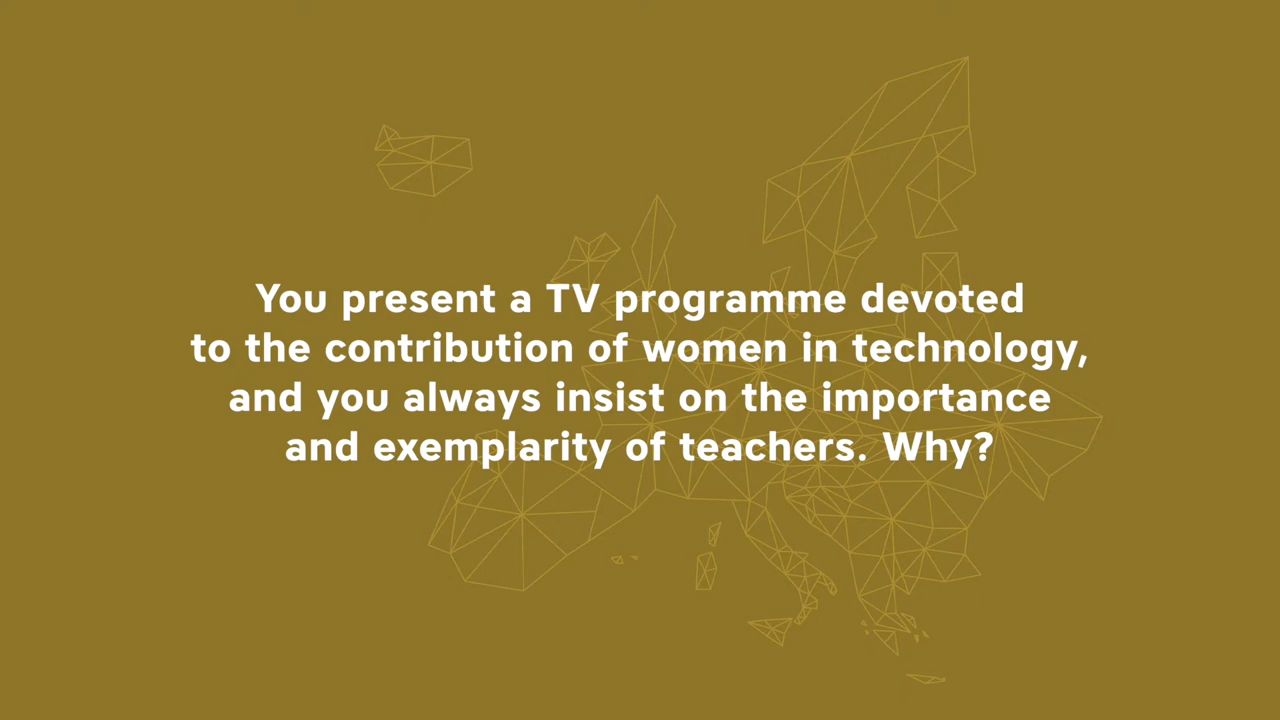 You present a TV programme devoted
to the contribution of women in technology,
and you always insist on the importance
and exemplarity of teachers. Why?